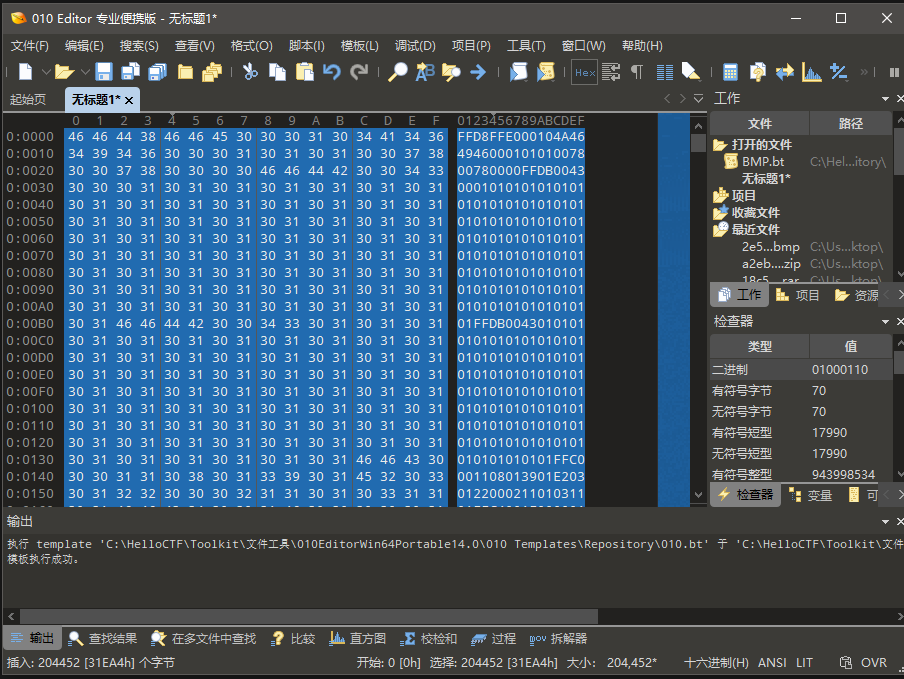 010 Editor 专业便携版 - 无标题1*
文件(F) 编辑(E) 搜索(S) 查看(V) 格式(O) 脚本(I) 模板(L) 调试(D) 项目(P) 工具(T) 窗口(W) 帮助(H)
Hex
起始页 无标题1*
0 1 2 3 4 5 6 7 8 9 A B C D E F 0123456789ABCDEF
0:0000 46 46 44 38 46 46 45 30 30 30 31 30 34 41 34 36 FFD8FFE000104A46
0:0010 34 39 34 36 30 30 30 31 30 31 30 31 30 30 37 38 4946000101010078
0:0020 30 30 37 38 30 30 30 30 46 46 44 42 30 30 34 33 00780000FFDB0043
0:0030 30 30 30 31 30 31 30 31 30 31 30 31 30 31 30 31 0001010101010101
0:0040 30 31 30 31 30 31 30 31 30 31 30 31 30 31 30 31 0101010101010101
0:0050 30 31 30 31 30 31 30 31 30 31 30 31 30 31 30 31 0101010101010101
0:0060 30 31 30 31 30 31 30 31 30 31 30 31 30 31 30 31 0101010101010101
0:0070 30 31 30 31 30 31 30 31 30 31 30 31 30 31 30 31 0101010101010101
0:0080 30 31 30 31 30 31 30 31 30 31 30 31 30 31 30 31 0101010101010101
0:0090 30 31 30 31 30 31 30 31 30 31 30 31 30 31 30 31 0101010101010101
0:00A0 30 31 30 31 30 31 30 31 30 31 30 31 30 31 30 31 0101010101010101
0:00B0 30 31 46 46 44 42 30 30 34 33 30 31 30 31 30 31 01FFDB0043010101
0:00C0 30 31 30 31 30 31 30 31 30 31 30 31 30 31 30 31 0101010101010101
0:00D0 30 31 30 31 30 31 30 31 30 31 30 31 30 31 30 31 0101010101010101
0:00E0 30 31 30 31 30 31 30 31 30 31 30 31 30 31 30 31 0101010101010101
0:00F0 30 31 30 31 30 31 30 31 30 31 30 31 30 31 30 31 0101010101010101
0:0100 30 31 30 31 30 31 30 31 30 31 30 31 30 31 30 31 0101010101010101
0:0110 30 31 30 31 30 31 30 31 30 31 30 31 30 31 30 31 0101010101010101
0:0120 30 31 30 31 30 31 30 31 30 31 30 31 30 31 30 31 0101010101010101
0:0130 30 31 30 31 30 31 30 31 30 31 30 31 46 46 43 30 010101010101FFC0
0:0140 30 30 31 31 30 38 30 31 33 39 30 31 45 32 30 33 001108013901E203
0:0150 30 31 32 32 30 30 30 32 31 31 30 31 30 33 31 31 0122000211010311
工作
文件 路径
打开的文件
BMP.bt C:\Hel...itory\
无标题1*
项目
收藏文件
最近文件
2e5...bmp C:\Us...ktop\
a2eb....zip C:\Us...ktop\
18c5....rar C:\Us...ktop\
工作 项目 资源
检查器
类型 值
二进制 01000110
有符号字节 70
无符号字节 70
有符号短型 17990
无符号短型 17990
有符号整型 943998534
检查器 变量 可
输出
执行 template 'C:\HelloCTF\Toolkit\文件工具\010EditorWin64Portable14.0\010 Templates\Repository\010.bt' 于 'C:\HelloCTF\Toolkit\文件
模板执行成功。
输出 查找结果 在多文件中查找 比较 直方图 校检和 过程 拆解器
插入: 204452 [31EA4h] 个字节 开始: 0 [0h] 选择: 204452 [31EA4h] 大小: 204,452* 十六进制(H) ANSI LIT OVR